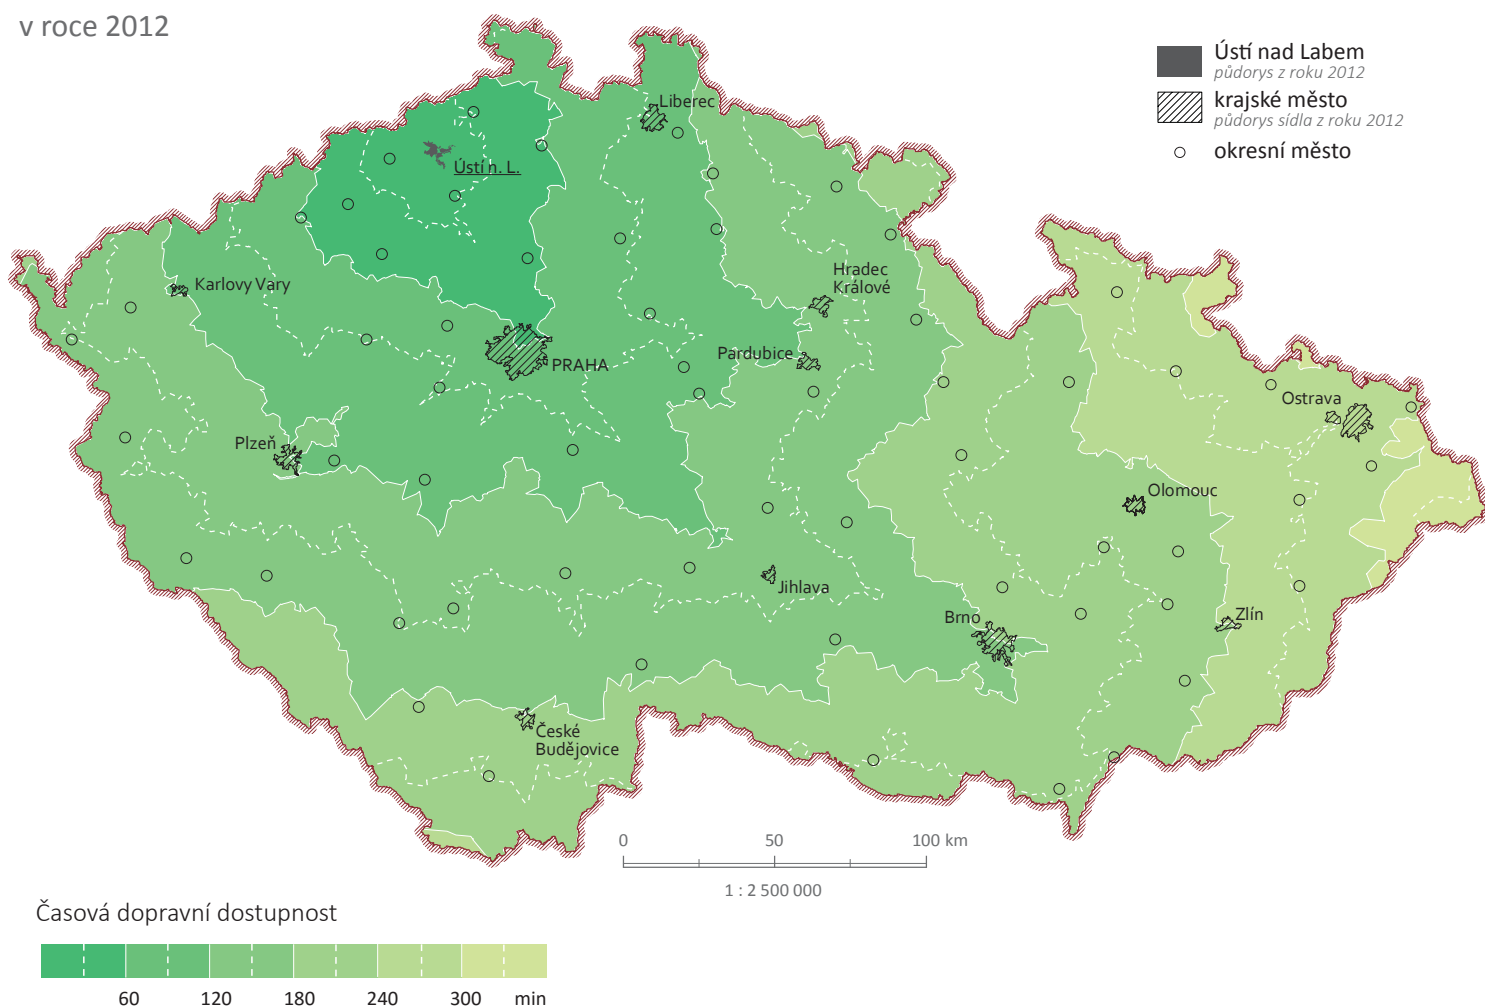 v roce 2012
Ústí nad Labem
půdorys z roku 2012
krajské město
půdorys sídla z roku 2012
okresní město
Liberec
Ústí n. L.
Karlovy Vary
Hradec
Králové
Pardubice
PRAHA
Ostrava
Plzeň
Olomouc
Jihlava
Brno
Zlín
České
Budějovice
0 50 100 km
1 : 2 500 000
Časová dopravní dostupnost
60 120 180 240 300 min